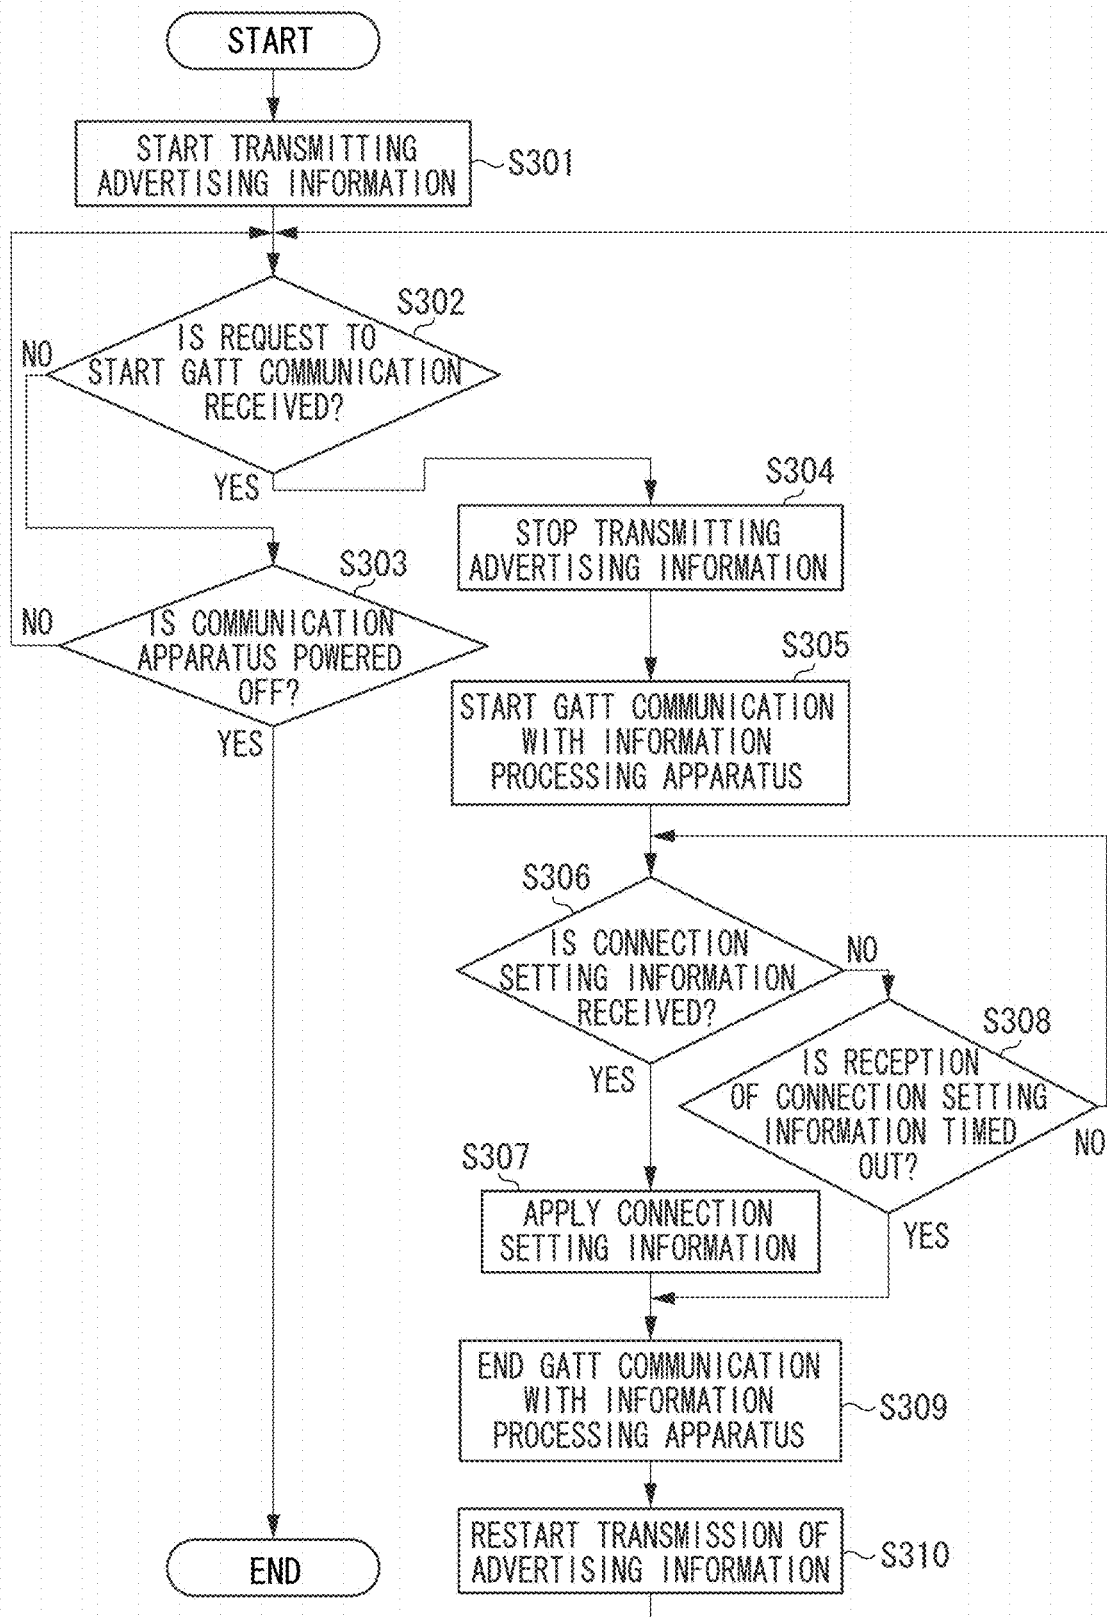 START
START TRANSMITTING
ADVERTISING INFORMATION
S301
S302
IS REQUEST TO
START GATT COMMUNICATION
RECEIVED?
NO
YES
S303
IS COMMUNICATION
APPARATUS POWERED
OFF?
NO
YES
S304
STOP TRANSMITTING
ADVERTISING INFORMATION
S305
START GATT COMMUNICATION
WITH INFORMATION
PROCESSING APPARATUS
S306
IS CONNECTION
SETTING INFORMATION
RECEIVED?
NO
YES
S308
IS RECEPTION
OF CONNECTION SETTING
INFORMATION TIMED
OUT?
NO
YES
S307
APPLY CONNECTION
SETTING INFORMATION
END GATT COMMUNICATION
WITH INFORMATION
PROCESSING APPARATUS
S309
RESTART TRANSMISSION OF
ADVERTISING INFORMATION
S310
END